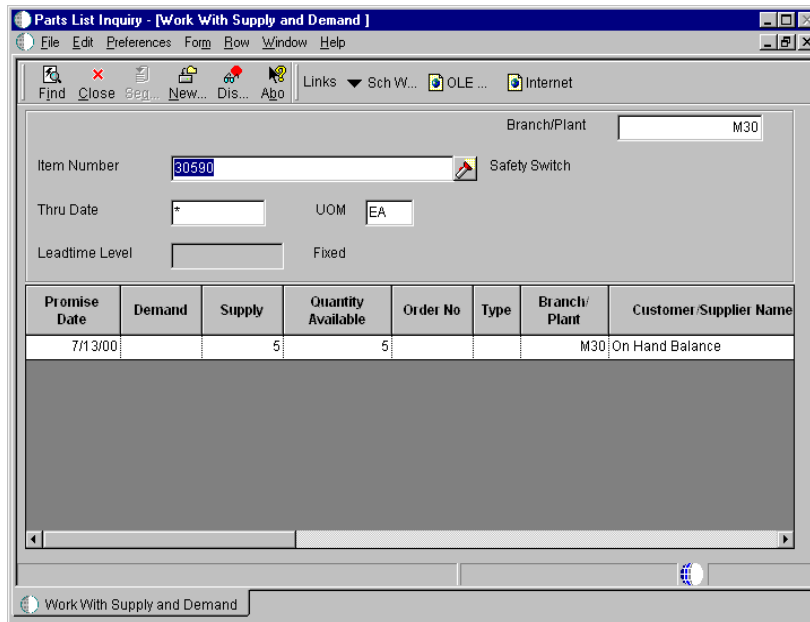 Parts List Inquiry - [Work With Supply and Demand ]
File Edit Preferences Form Row Window Help
Find Close Seq... New... Dis... Abo Links Sch W... OLE ... Internet
Branch/Plant M30
Item Number 30590 Safety Switch
Thru Date * UOM EA
Leadtime Level Fixed
Promise Date Demand Supply Quantity Available Order No Type Branch/ Plant Customer/Supplier Name
7/13/00 5 5 M30 On Hand Balance
Work With Supply and Demand